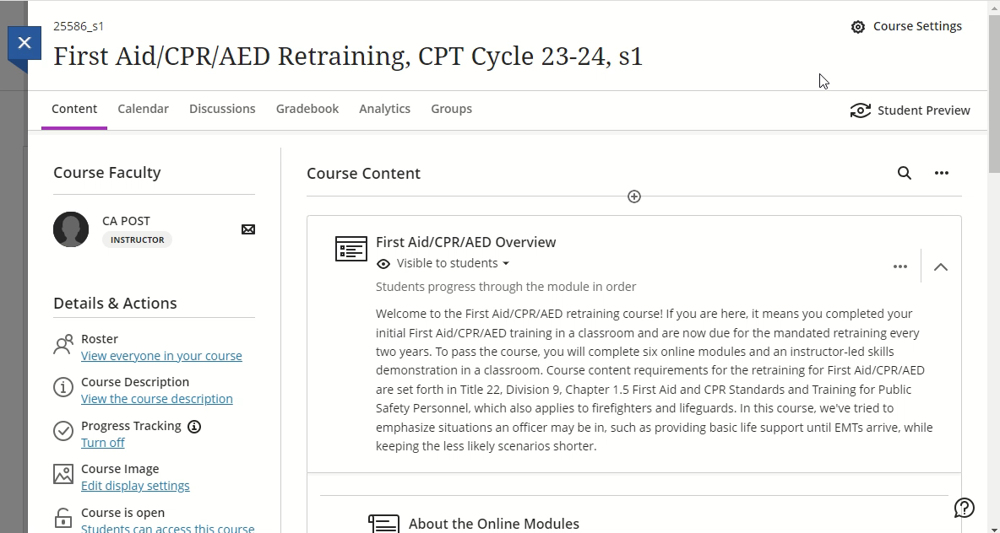 25586_s1
Course Settings
First Aid/CPR/AED Retraining, CPT Cycle 23-24, s1
Content
Calendar
Discussions
Gradebook
Analytics
Groups
Student Preview
Course Faculty
CA POST
INSTRUCTOR
Details & Actions
Roster
View everyone in your course
Course Description
View the course description
Progress Tracking
Turn off
Course Image
Edit display settings
Course is open
Students can access this course
Course Content
First Aid/CPR/AED Overview
Visible to students
Students progress through the module in order
Welcome to the First Aid/CPR/AED retraining course! If you are here, it means you completed your
initial First Aid/CPR/AED training in a classroom and are now due for the mandated retraining every
two years. To pass the course, you will complete six online modules and an instructor-led skills
demonstration in a classroom. Course content requirements for the retraining for First Aid/CPR/AED
are set forth in Title 22, Division 9, Chapter 1.5 First Aid and CPR Standards and Training for Public
Safety Personnel, which also applies to firefighters and lifeguards. In this course, we've tried to
emphasize situations an officer may be in, such as providing basic life support until EMTs arrive, while
keeping the less likely scenarios shorter.
About the Online Modules